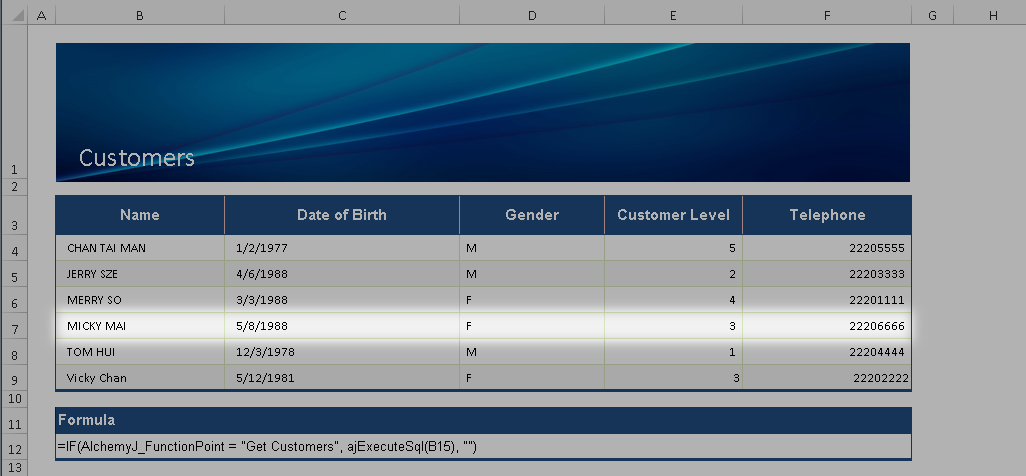 A B C D E F G H
1 Customers
2
3 Name Date of Birth Gender Customer Level Telephone
4 CHAN TAI MAN 1/2/1977 M 5 22205555
5 JERRY SZE 4/6/1988 M 2 22203333
6 MERRY SO 3/3/1988 F 4 22201111
7 MICKY MAI 5/8/1988 F 3 22206666
8 TOM HUI 12/3/1978 M 1 22204444
9 Vicky Chan 5/12/1981 F 3 22202222
10
11 Formula
12 =IF(AlchemyJ_FunctionPoint = "Get Customers", ajExecuteSql(B15), "")
13